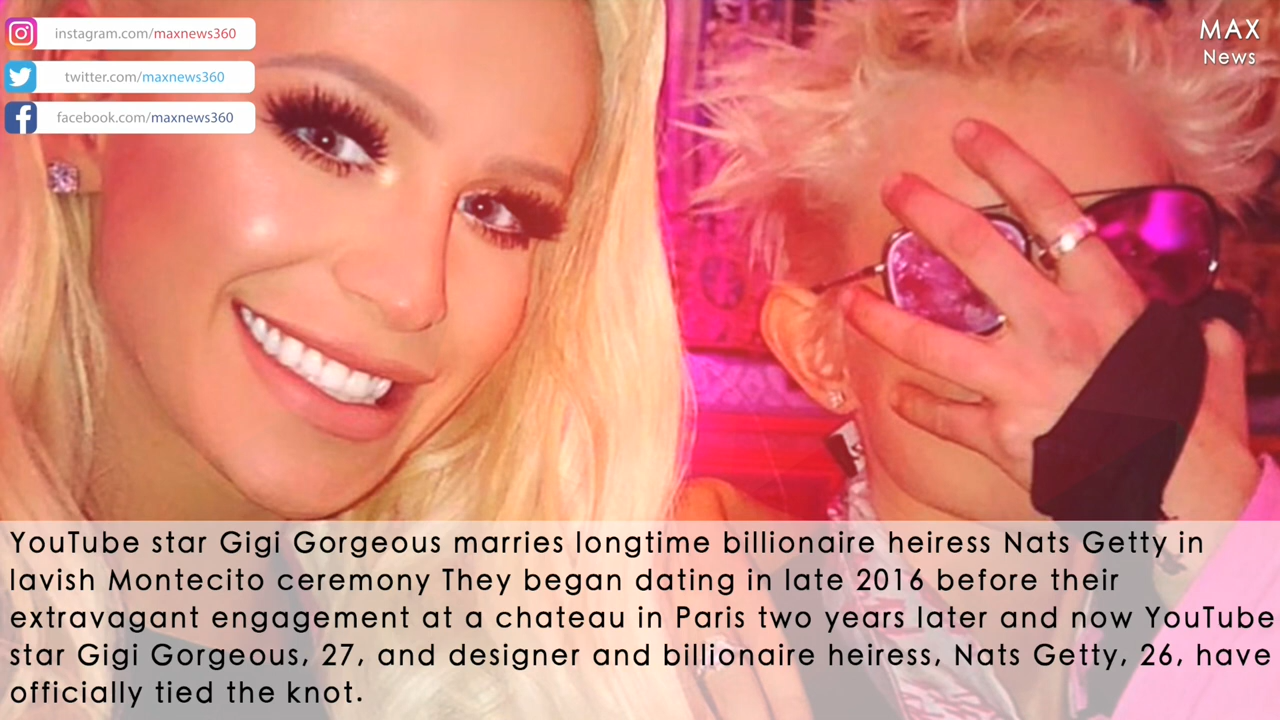 instagram.com/maxnews360
twitter.com/maxnews360
facebook.com/maxnews360
MAX
News
YouTube star Gigi Gorgeous marries longtime billionaire heiress Nats Getty in
lavish Montecito ceremony They began dating in late 2016 before their
extravagant engagement at a chateau in Paris two years later and now YouTube
star Gigi Gorgeous, 27, and designer and billionaire heiress, Nats Getty, 26, have
officially tied the knot.